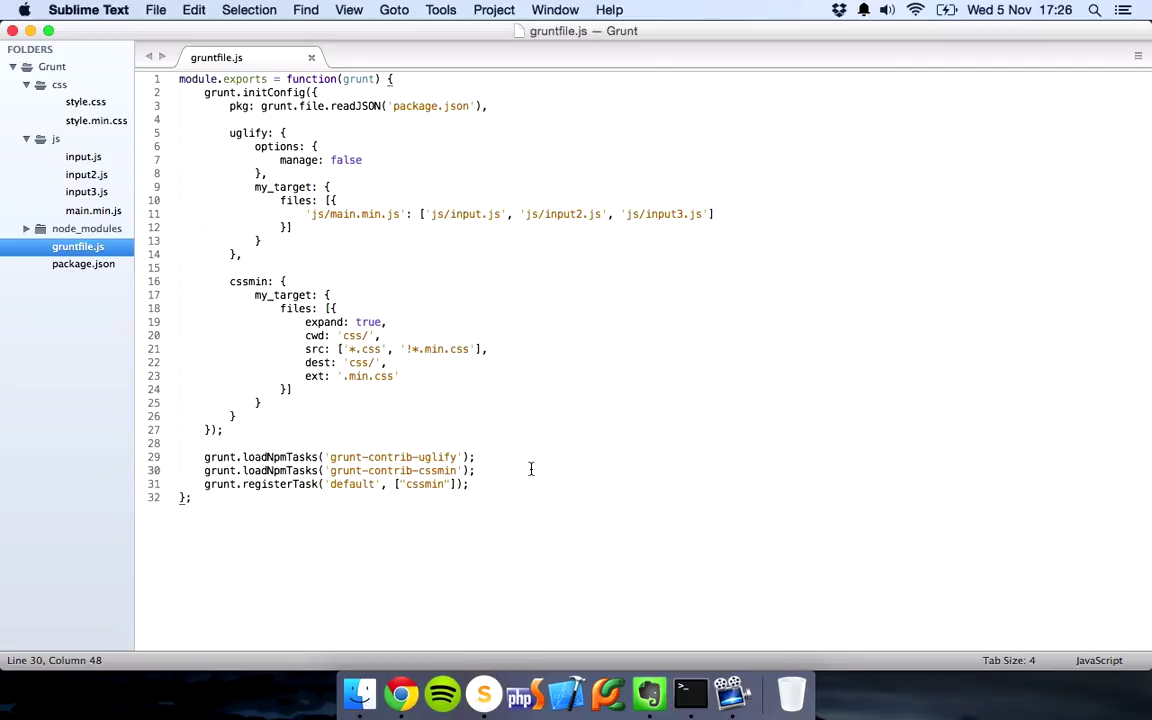 Sublime Text File Edit Selection Find View Goto Tools Project Window Help Wed 5 Nov 17:26
gruntfile.js — Grunt
FOLDERS
Grunt
css
style.css
style.min.css
js
input.js
input2.js
input3.js
main.min.js
node_modules
gruntfile.js
package.json
gruntfile.js
1 module.exports = function(grunt) {
2 grunt.initConfig({
3 pkg: grunt.file.readJSON('package.json'),
4
5 uglify: {
6 options: {
7 manage: false
8 },
9 my_target: {
10 files: [{
11 'js/main.min.js': ['js/input.js', 'js/input2.js', 'js/input3.js']
12 }]
13 }
14 },
15
16 cssmin: {
17 my_target: {
18 files: [{
19 expand: true,
20 cwd: 'css/',
21 src: ['*.css', '!*.min.css'],
22 dest: 'css/',
23 ext: '.min.css'
24 }]
25 }
26 }
27 });
28
29 grunt.loadNpmTasks('grunt-contrib-uglify');
30 grunt.loadNpmTasks('grunt-contrib-cssmin');
31 grunt.registerTask('default', ["cssmin"]);
32 };
Line 30, Column 48 Tab Size: 4 JavaScript
S php >_